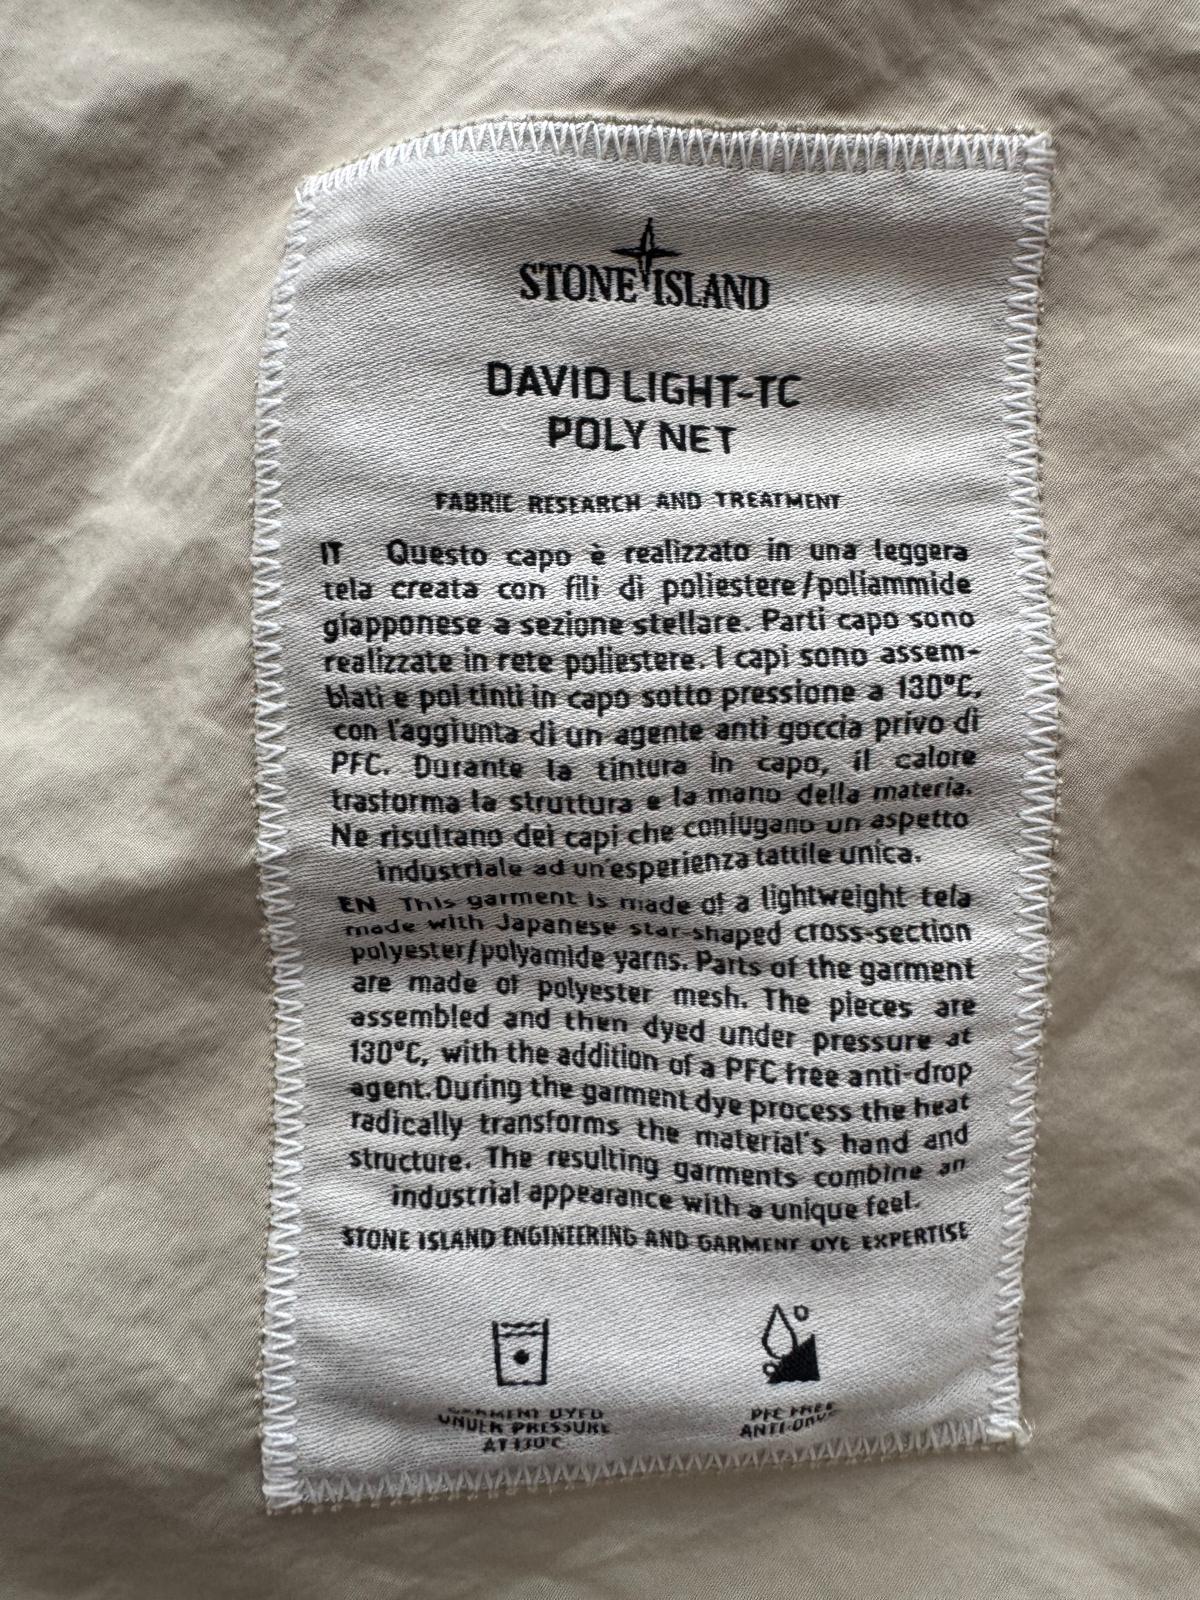 STONE ISLAND
DAVID LIGHT-TC
POLY NET
FABRIC RESEARCH AND TREATMENT
IT Questo capo è realizzato in una leggera
tela creata con fili di poliestere/poliammide
giapponese a sezione stellare. Parti capo sono
realizzate in rete poliestere. I capi sono assem-
blati e poi tinti in capo sotto pressione a 130°C,
con l'aggiunta di un agente anti goccia privo di
PFC. Durante la tintura in capo, il calore
trasforma la struttura e la mano della materia.
Ne risultano dei capi che coniugano un aspetto
industriale ad un'esperienza tattile unica.
EN This garment is made of a lightweight tela
made with Japanese star-shaped cross-section
polyester/polyamide yarns. Parts of the garment
are made of polyester mesh. The pieces are
assembled and then dyed under pressure at
130°C, with the addition of a PFC free anti-drop
agent. During the garment dye process the heat
radically transforms the material's hand and
structure. The resulting garments combine an
industrial appearance with a unique feel.
STONE ISLAND ENGINEERING AND GARMENT DYE EXPERTISE
GARMENT DYED
UNDER PRESSURE
AT 130°C
PFC FREE
ANTI-DROP